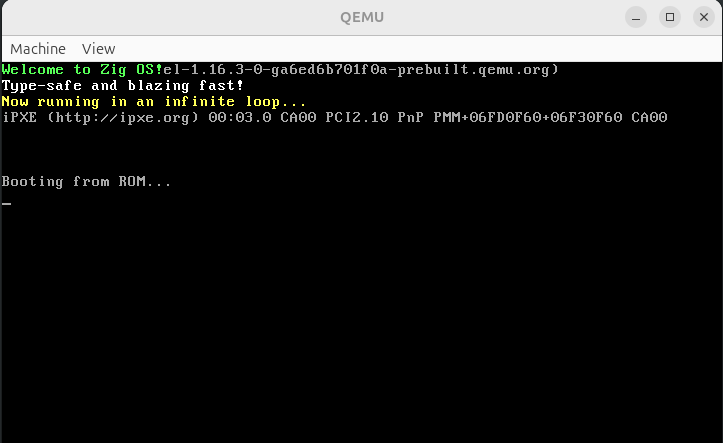 QEMU
Machine View
Welcome to Zig OS!el-1.16.3-0-ga6ed6b701f0a-prebuilt.qemu.org)
Type-safe and blazing fast!
Now running in an infinite loop...
iPXE (http://ipxe.org) 00:03.0 CA00 PCI2.10 PnP PMM+06FD0F60+06F30F60 CA00
Booting from ROM...